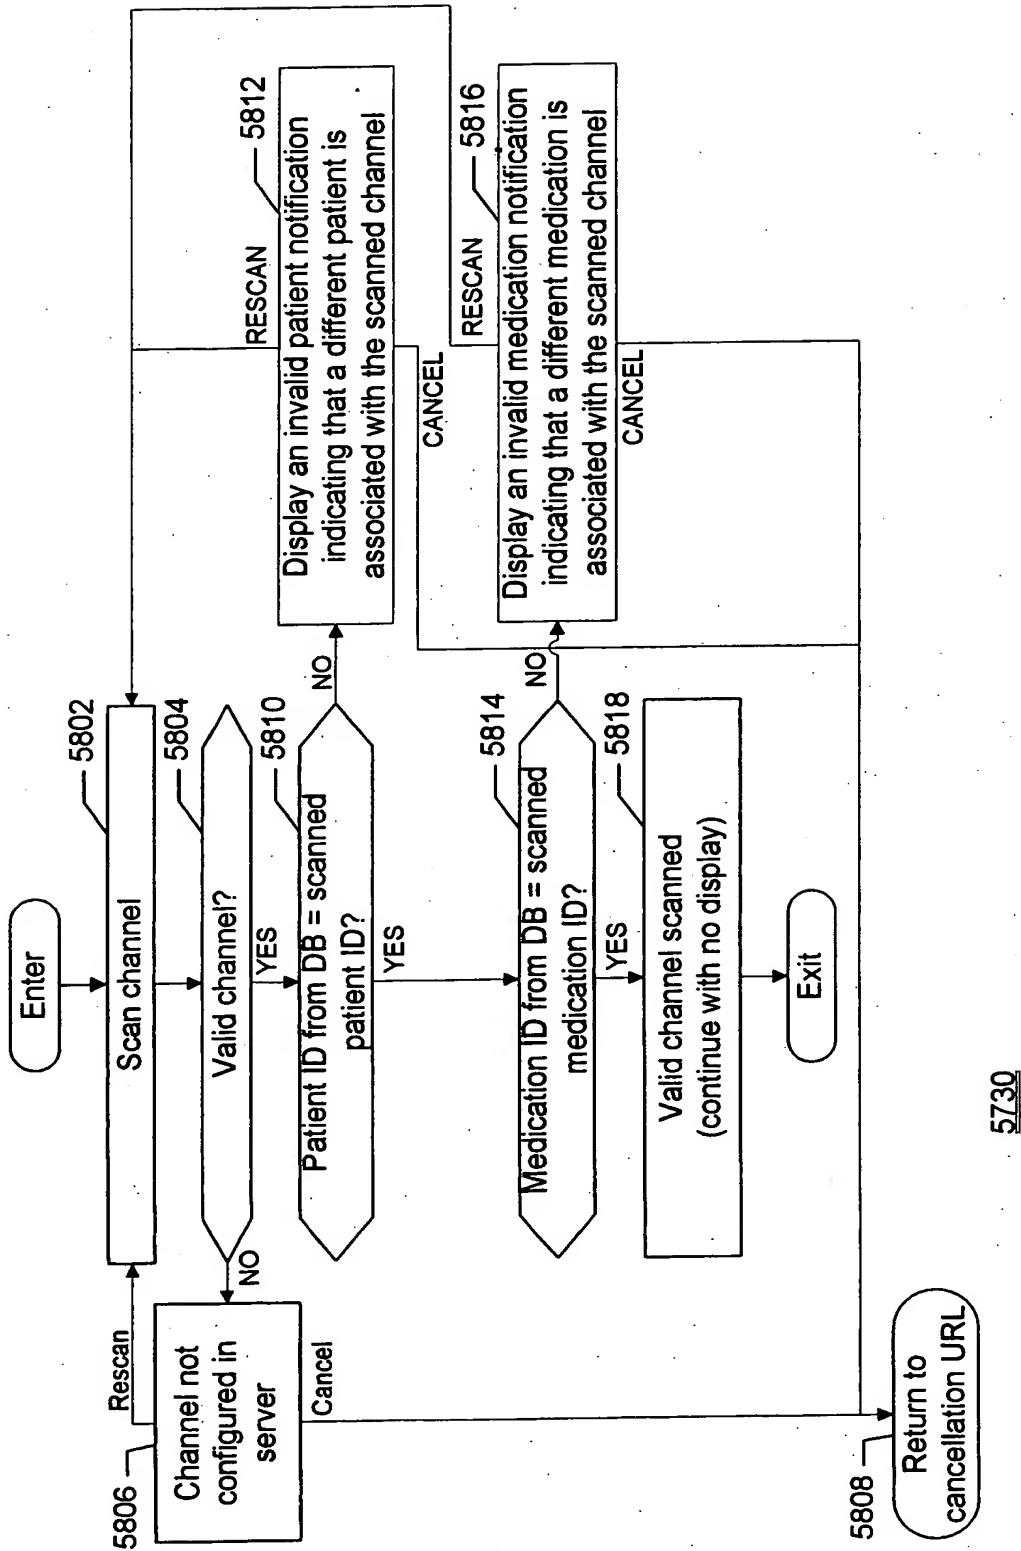 Enter
5802
Scan channel
5804
Valid channel?
YES
NO
Rescan
5806
Channel not
configured in
server
Cancel
5810
Patient ID from DB = scanned
patient ID?
YES
NO
RESCAN
5812
Display an invalid patient notification
indicating that a different patient is
associated with the scanned channel
CANCEL
5814
Medication ID from DB = scanned
medication ID?
YES
NO
RESCAN
5816
Display an invalid medication notification
indicating that a different medication is
associated with the scanned channel
CANCEL
5818
Valid channel scanned
(continue with no display)
Exit
5808
Return to
cancellation URL
5730